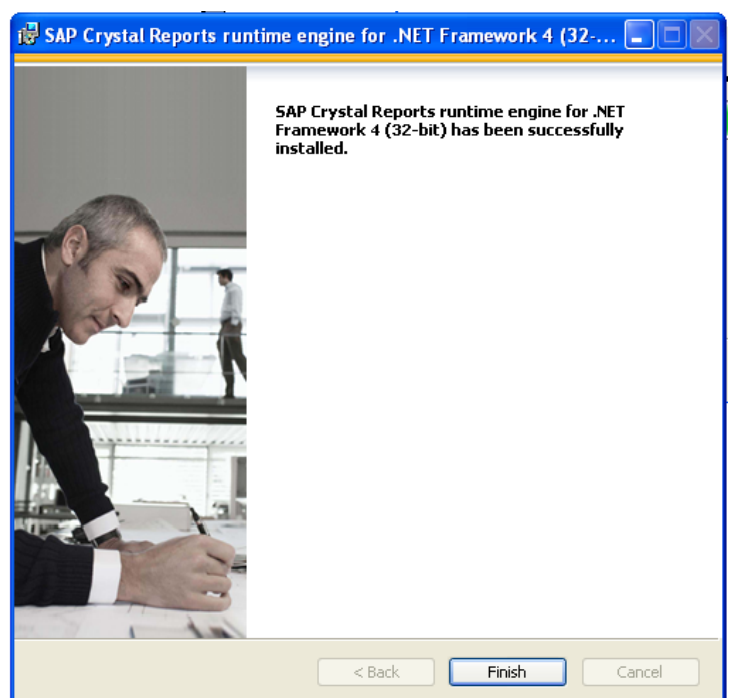 SAP Crystal Reports runtime engine for .NET Framework 4 (32-...
SAP Crystal Reports runtime engine for .NET
Framework 4 (32-bit) has been successfully
installed.
< Back Finish Cancel